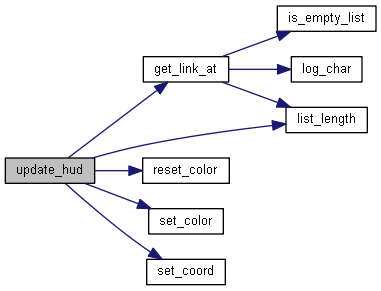 is_empty_list
get_link_at
log_char
list_length
update_hud
reset_color
set_color
set_coord